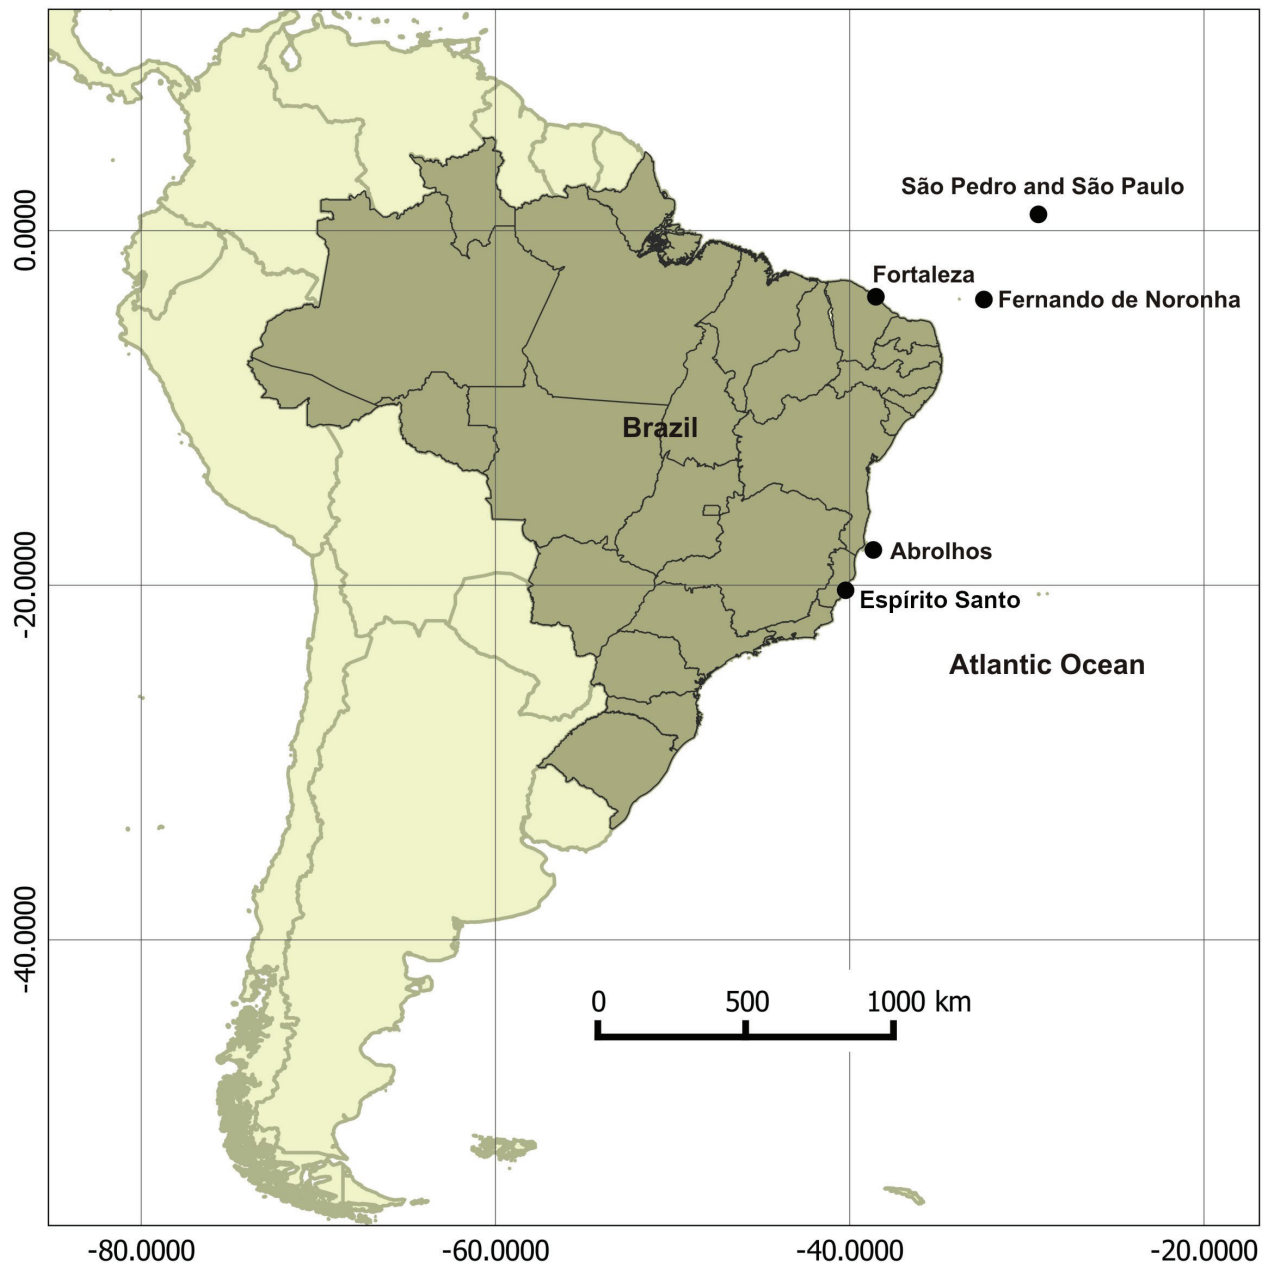 São Pedro and São Paulo
0.0000
Fortaleza
Fernando de Noronha
Brazil
Abrolhos
-20.0000
Espírito Santo
Atlantic Ocean
-40.0000
0 500 1000 km
-80.0000 -60.0000 -40.0000 -20.0000